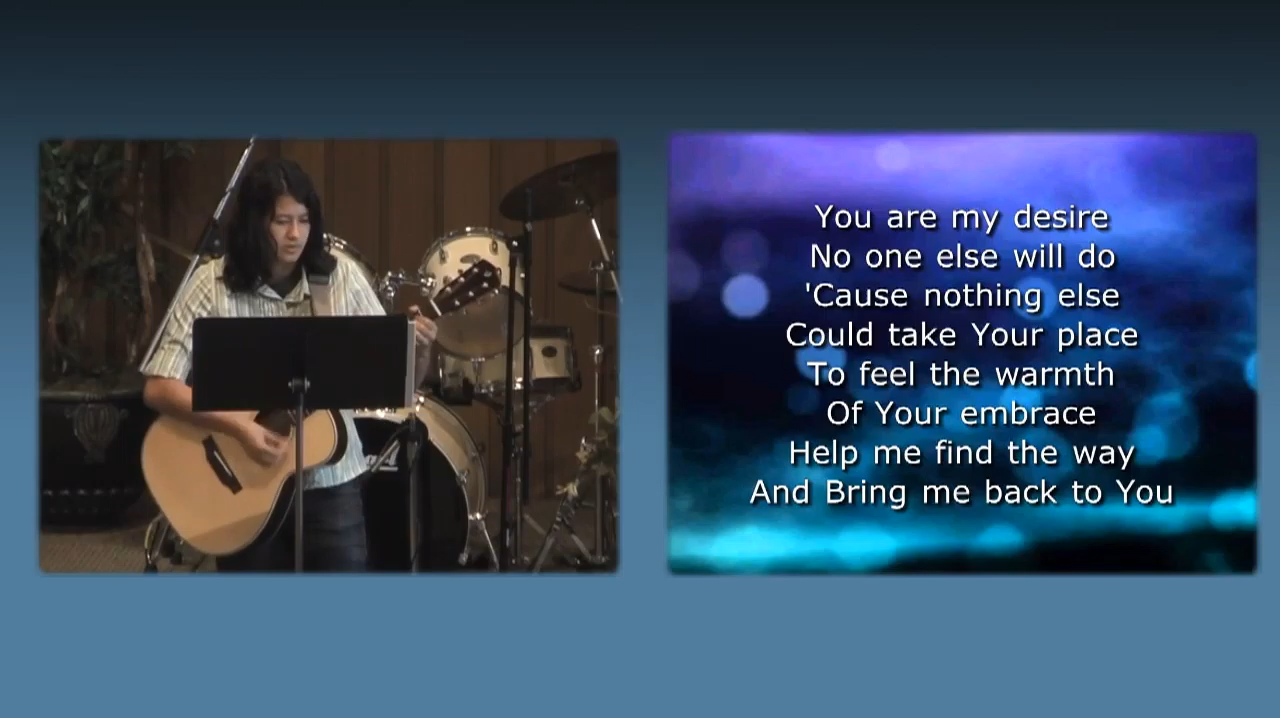 You are my desire
No one else will do
'Cause nothing else
Could take Your place
To feel the warmth
Of Your embrace
Help me find the way
And Bring me back to You